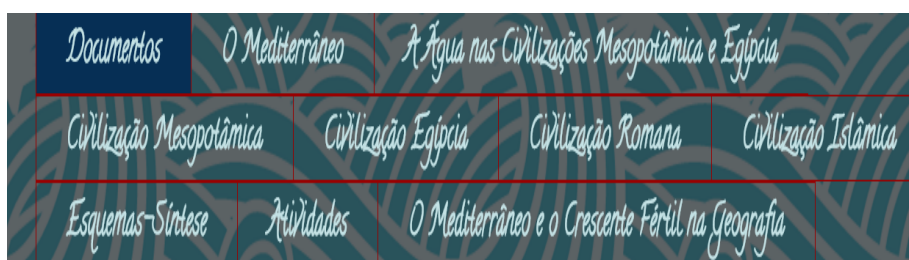 Documentos O Mediterrâneo A Água nas Civilizações Mesopotâmica e Egípcia
Civilização Mesopotâmica Civilização Egípcia Civilização Romana Civilização Islâmica
Esquemas-Síntese Atividades O Mediterrâneo e o Crescente Fértil na Geografia